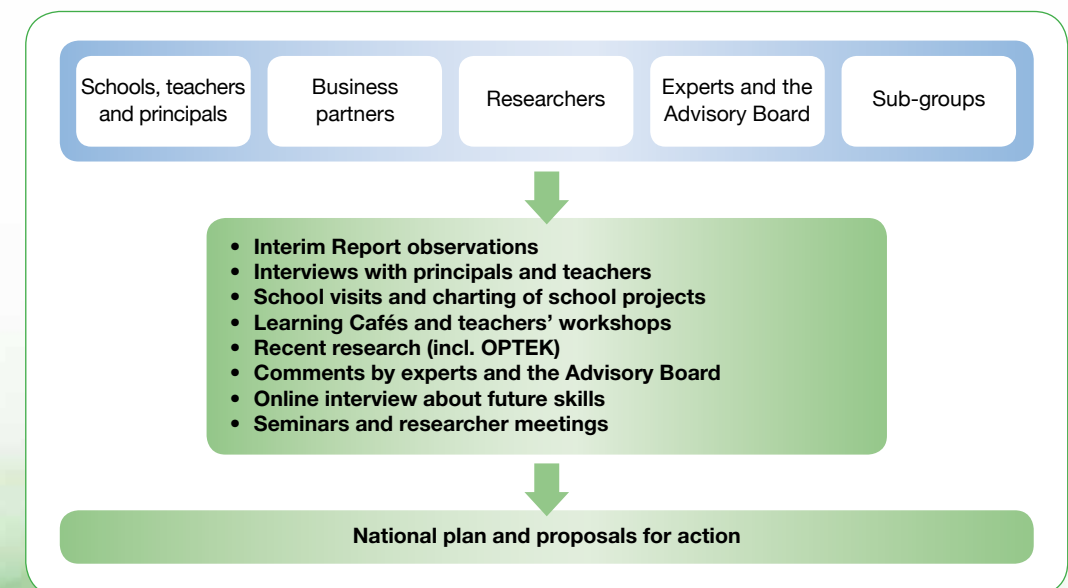 Schools, teachers
and principals
Business
partners
Researchers
Experts and the
Advisory Board
Sub-groups
• Interim Report observations
• Interviews with principals and teachers
• School visits and charting of school projects
• Learning Cafés and teachers’ workshops
• Recent research (incl. OPTEK)
• Comments by experts and the Advisory Board
• Online interview about future skills
• Seminars and researcher meetings
National plan and proposals for action